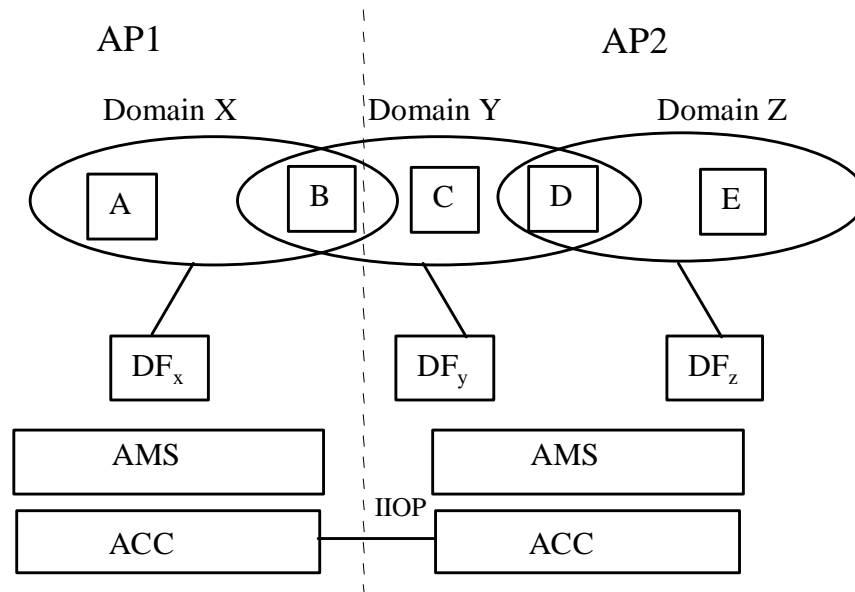 AP1 AP2
Domain X Domain Y Domain Z
A B C D E
DFx DFy DFz
AMS AMS
IIOP
ACC ACC